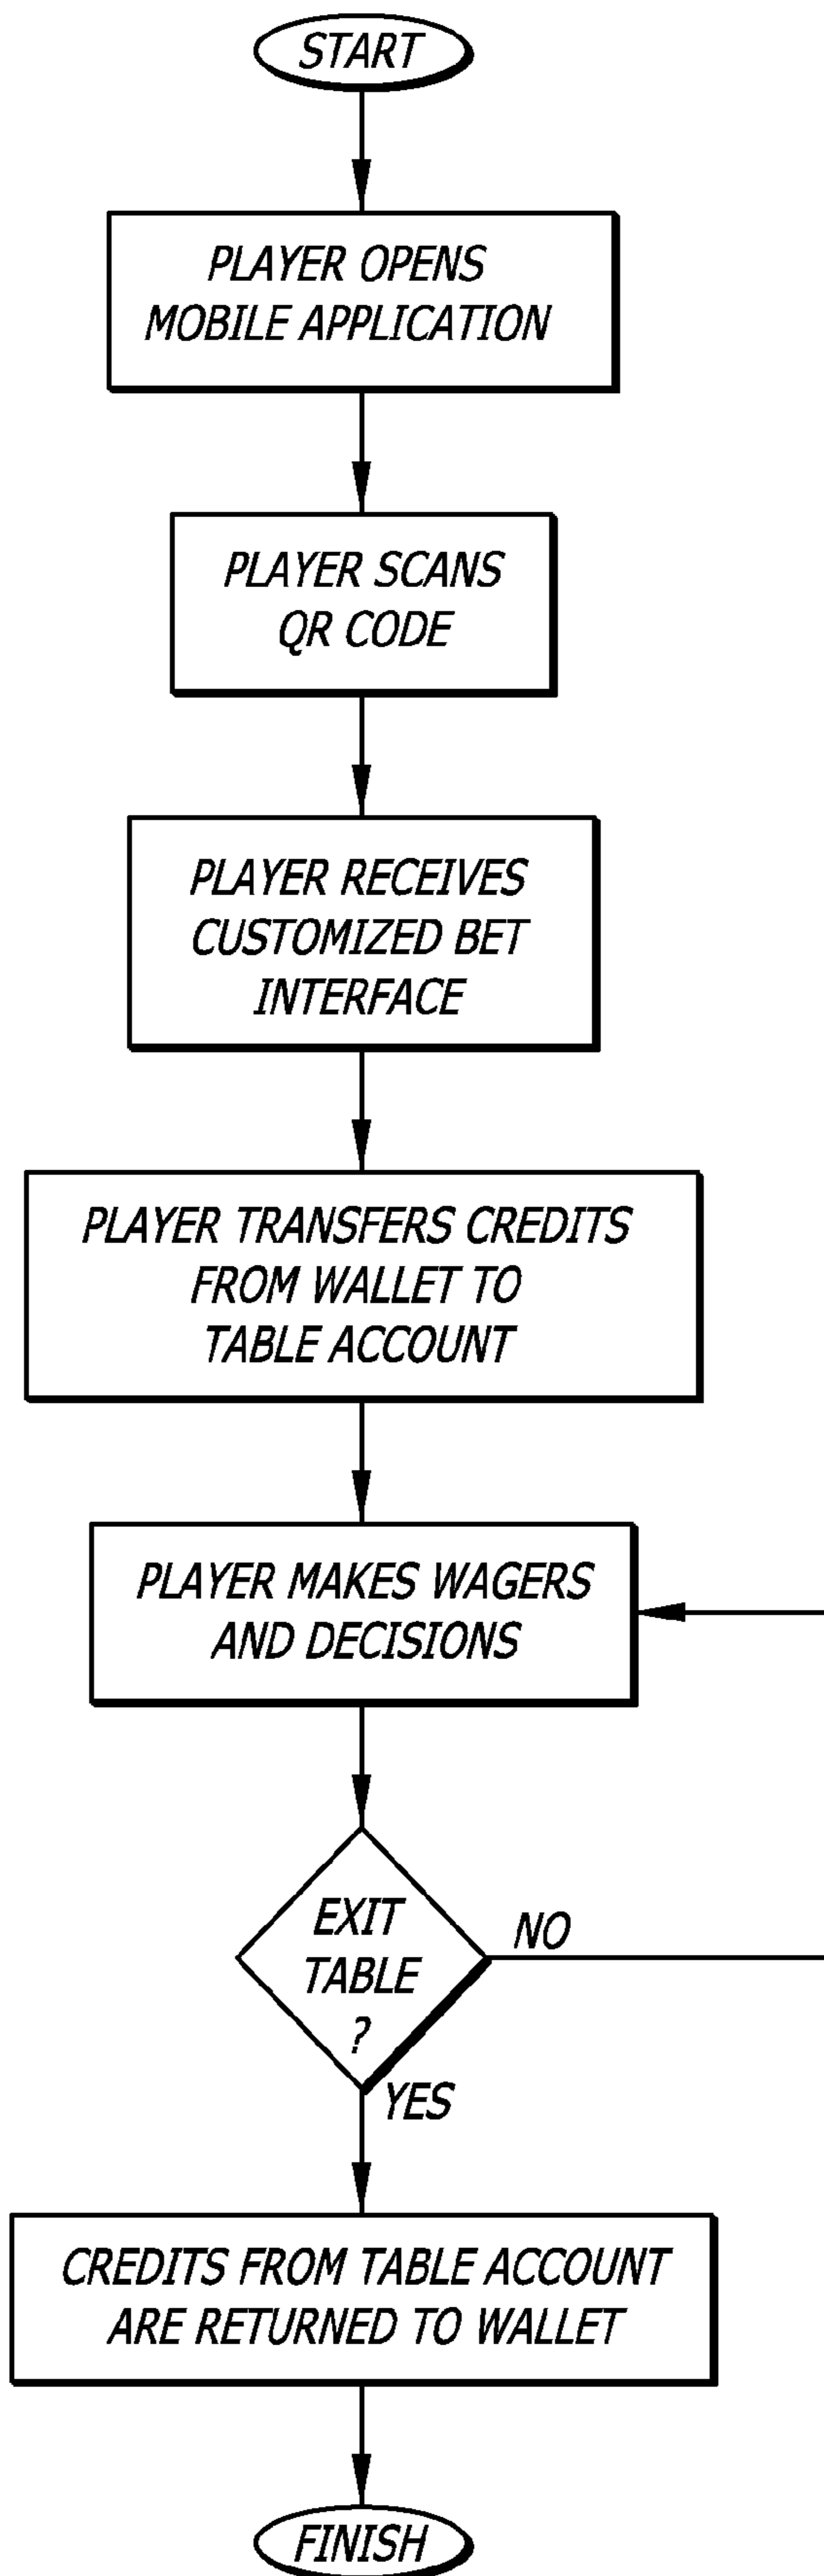 START
PLAYER OPENS
MOBILE APPLICATION
PLAYER SCANS
QR CODE
PLAYER RECEIVES
CUSTOMIZED BET
INTERFACE
PLAYER TRANSFERS CREDITS
FROM WALLET TO
TABLE ACCOUNT
PLAYER MAKES WAGERS
AND DECISIONS
EXIT
TABLE
?
NO
YES
CREDITS FROM TABLE ACCOUNT
ARE RETURNED TO WALLET
FINISH